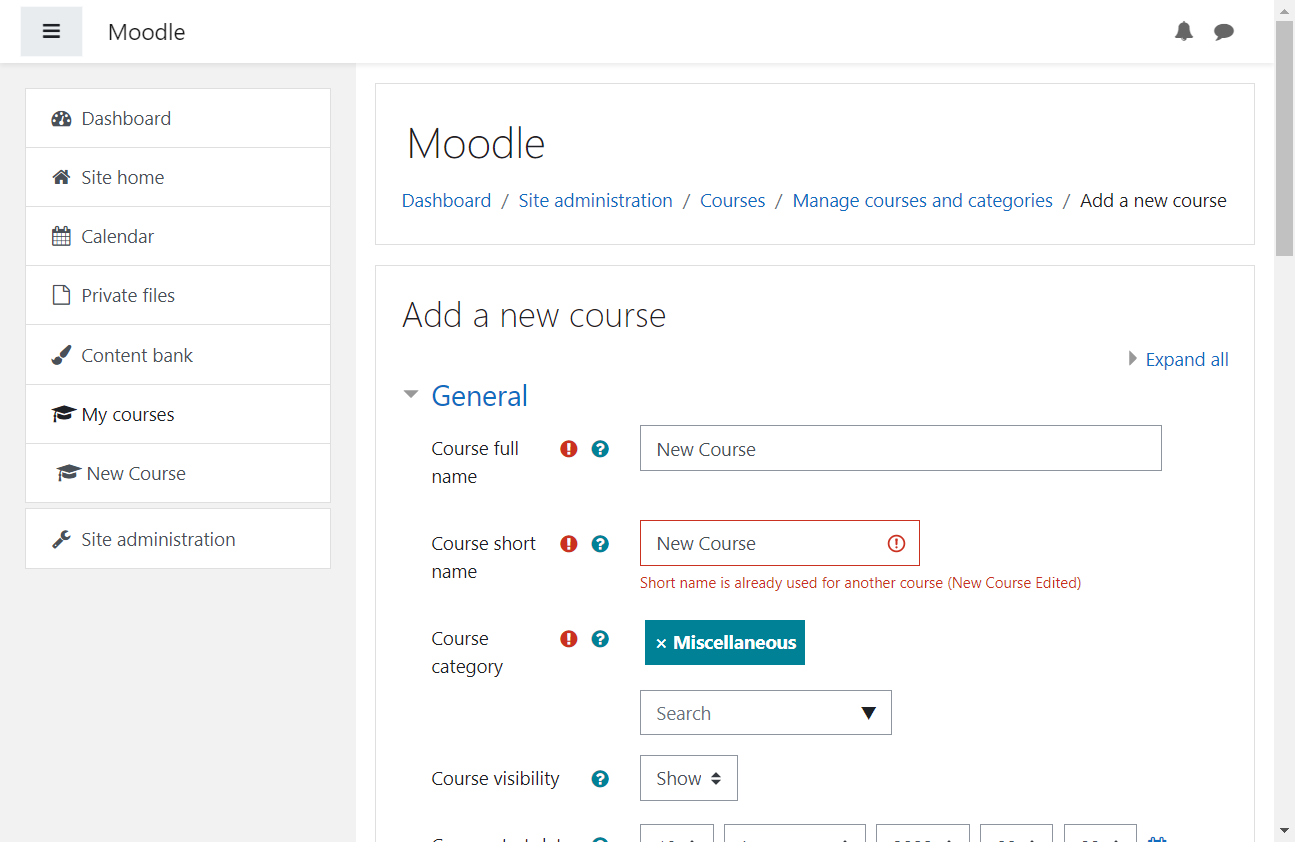 Moodle
Dashboard
Site home
Calendar
Private files
Content bank
My courses
New Course
Site administration
Moodle
Dashboard / Site administration / Courses / Manage courses and categories / Add a new course
Add a new course
Expand all
General
Course full name
New Course
Course short name
New Course
Short name is already used for another course (New Course Edited)
Course category
× Miscellaneous
Search
Course visibility
Show